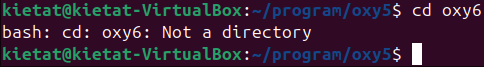 kietat@kietat-VirtualBox:~/program/oxy5$ cd oxy6
bash: cd: oxy6: Not a directory
kietat@kietat-VirtualBox:~/program/oxy5$